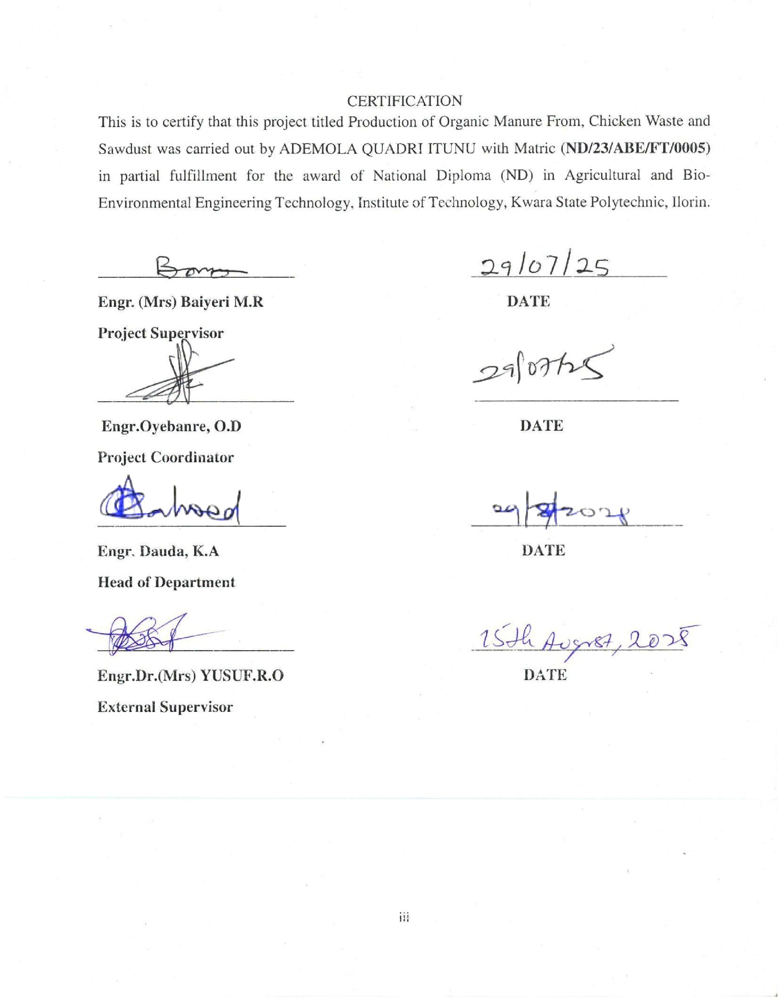 CERTIFICATION
This is to certify that this project titled Production of Organic Manure From, Chicken Waste and
Sawdust was carried out by ADEMOLA QUADRI ITUNU with Matric (ND/23/ABE/FT/0005)
in partial fulfillment for the award of National Diploma (ND) in Agricultural and Bio-
Environmental Engineering Technology, Institute of Technology, Kwara State Polytechnic, Ilorin.
29/07/25
Engr. (Mrs) Baiyeri M.R DATE
Project Supervisor
29/07/25
Engr.Oyebanre, O.D DATE
Project Coordinator
Engr. Dauda, K.A DATE
Head of Department
15th August, 2025
Engr.Dr.(Mrs) YUSUF.R.O DATE
External Supervisor
iii